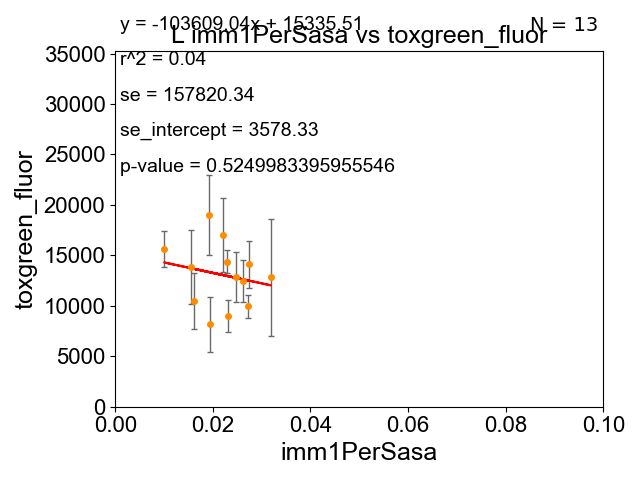 y = -103609.04x + 15335.51
N = 13
L imm1PerSasa vs toxgreen_fluor
r^2 = 0.04
se = 157820.34
se_intercept = 3578.33
p-value = 0.5249983395955546
35000
30000
25000
20000
15000
10000
5000
0
toxgreen_fluor
0.00 0.02 0.04 0.06 0.08 0.10
imm1PerSasa